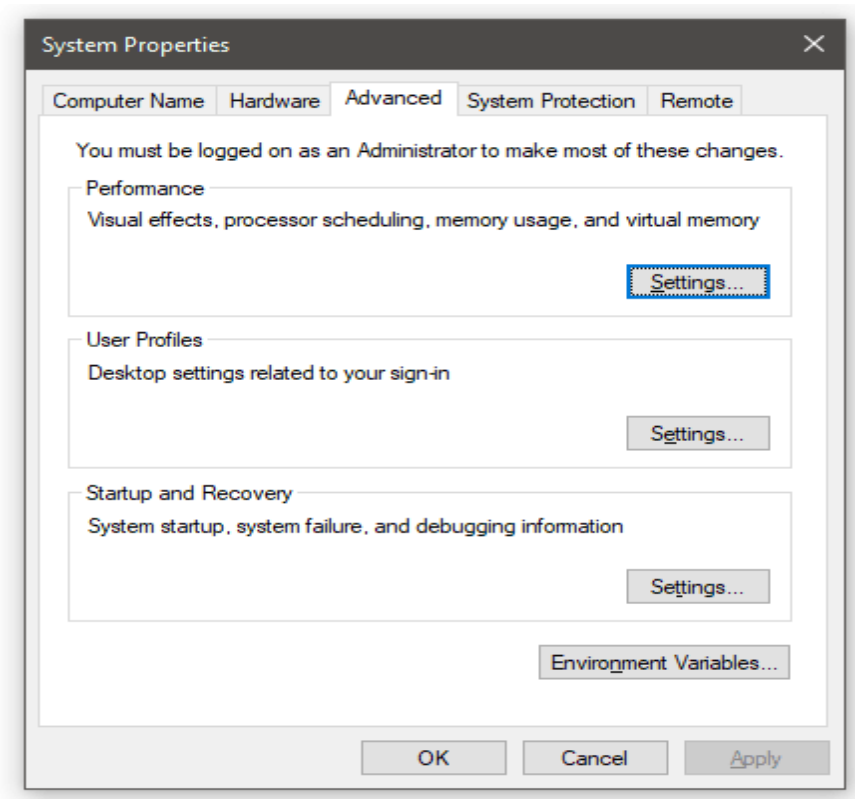 System Properties
Computer Name Hardware Advanced System Protection Remote
You must be logged on as an Administrator to make most of these changes.
Performance
Visual effects, processor scheduling, memory usage, and virtual memory
Settings...
User Profiles
Desktop settings related to your sign-in
Settings...
Startup and Recovery
System startup, system failure, and debugging information
Settings...
Environment Variables...
OK Cancel Apply